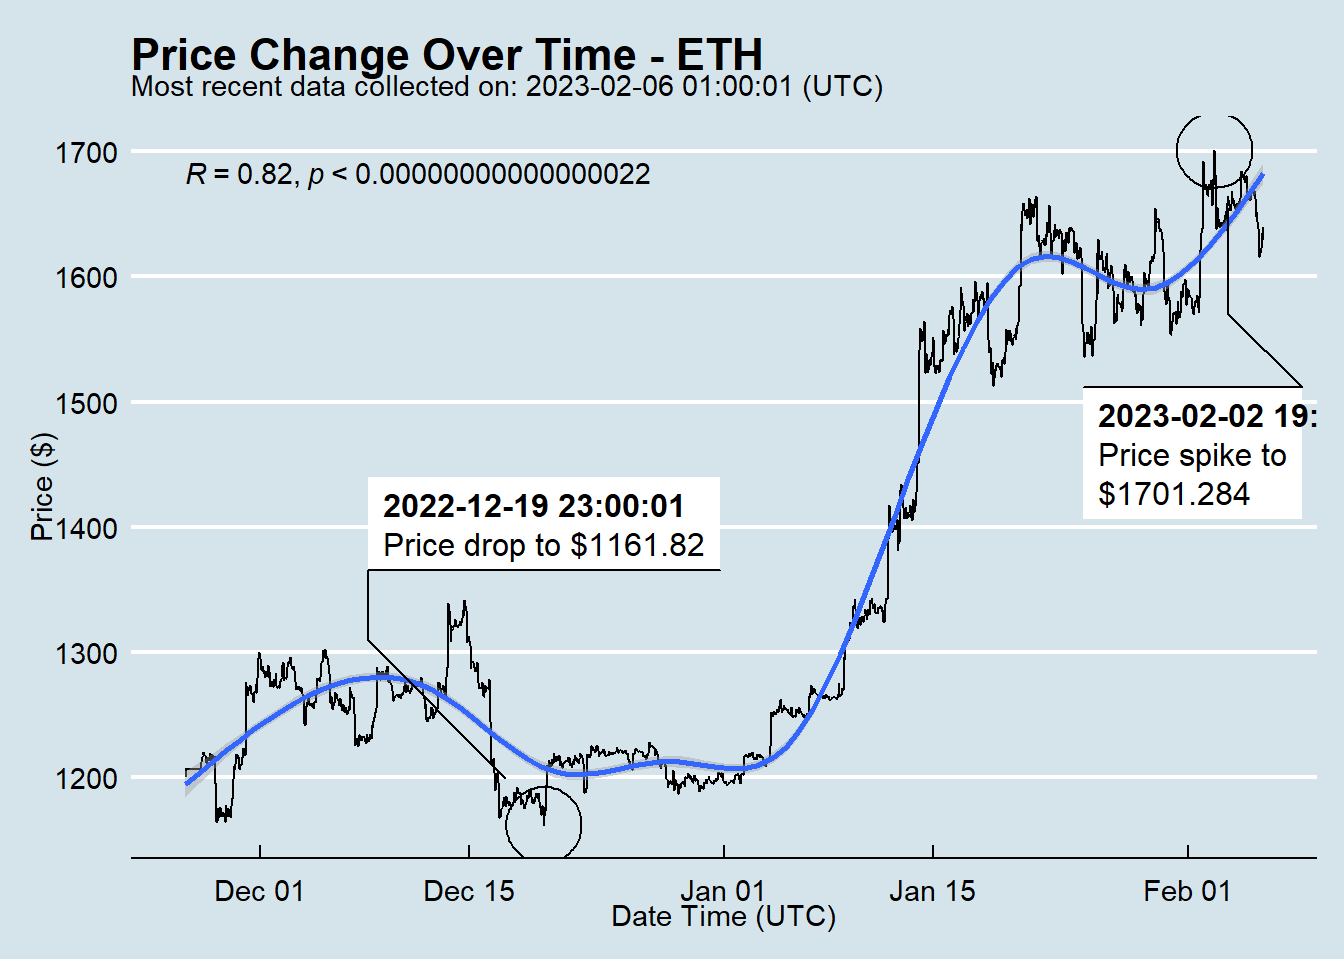 Price Change Over Time - ETH
Most recent data collected on: 2023-02-06 01:00:01 (UTC)
R = 0.82, p < 0.00000000000000022
1700
1600
1500
1400
1300
1200
Price ($)
2022-12-19 23:00:01
Price drop to $1161.82
2023-02-02 19:
Price spike to
$1701.284
Dec 01
Dec 15
Jan 01
Jan 15
Feb 01
Date Time (UTC)